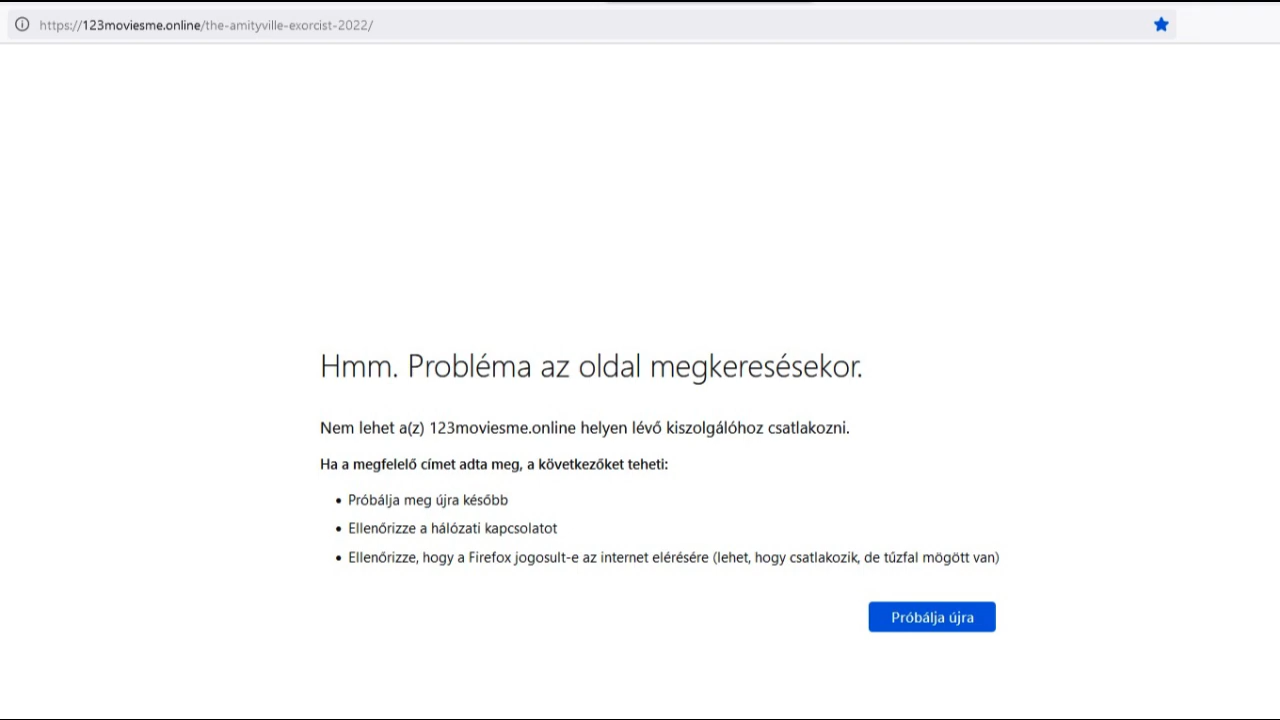 https://123moviesme.online/the-amityville-exorcist-2022/
Hmm. Probléma az oldal megkeresésekor.
Nem lehet a(z) 123moviesme.online helyen lévő kiszolgálóhoz csatlakozni.
Ha a megfelelő címet adta meg, a következőket teheti:
• Próbálja meg újra később
• Ellenőrizze a hálózati kapcsolatot
• Ellenőrizze, hogy a Firefox jogosult-e az internet elérésére (lehet, hogy csatlakozik, de tűzfal mögött van)
Próbálja újra